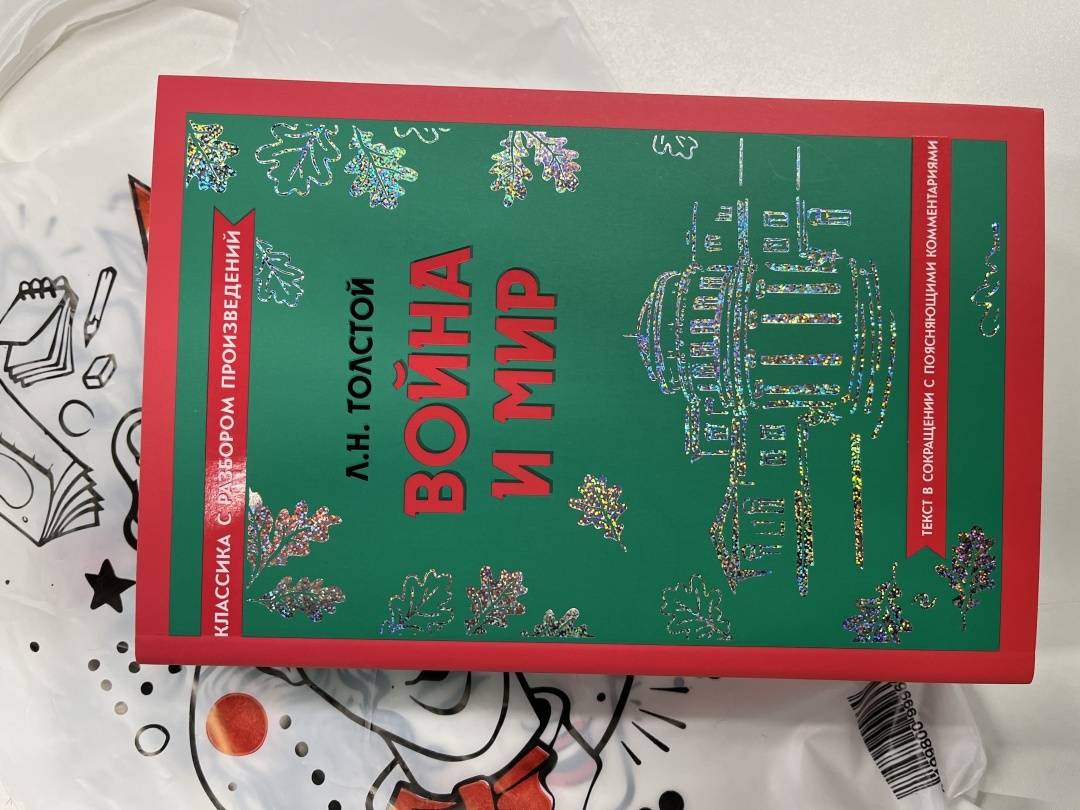 КЛАССИКА С РАЗБОРОМ ПРОИЗВЕДЕНИЙ
Л.Н. ТОЛСТОЙ
ВОЙНА
И МИР
ТЕКСТ В СОКРАЩЕНИИ С ПОЯСНЯЮЩИМИ КОММЕНТАРИЯМИ